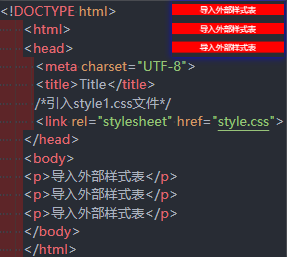 <!DOCTYPE html>
导入外部样式表
<html>
导入外部样式表
<head>
导入外部样式表
<meta charset="UTF-8">
<title>Title</title>
/*引入style1.css文件*/
<link rel="stylesheet" href="style.css">
</head>
<body>
<p>导入外部样式表</p>
<p>导入外部样式表</p>
<p>导入外部样式表</p>
</body>
</html>